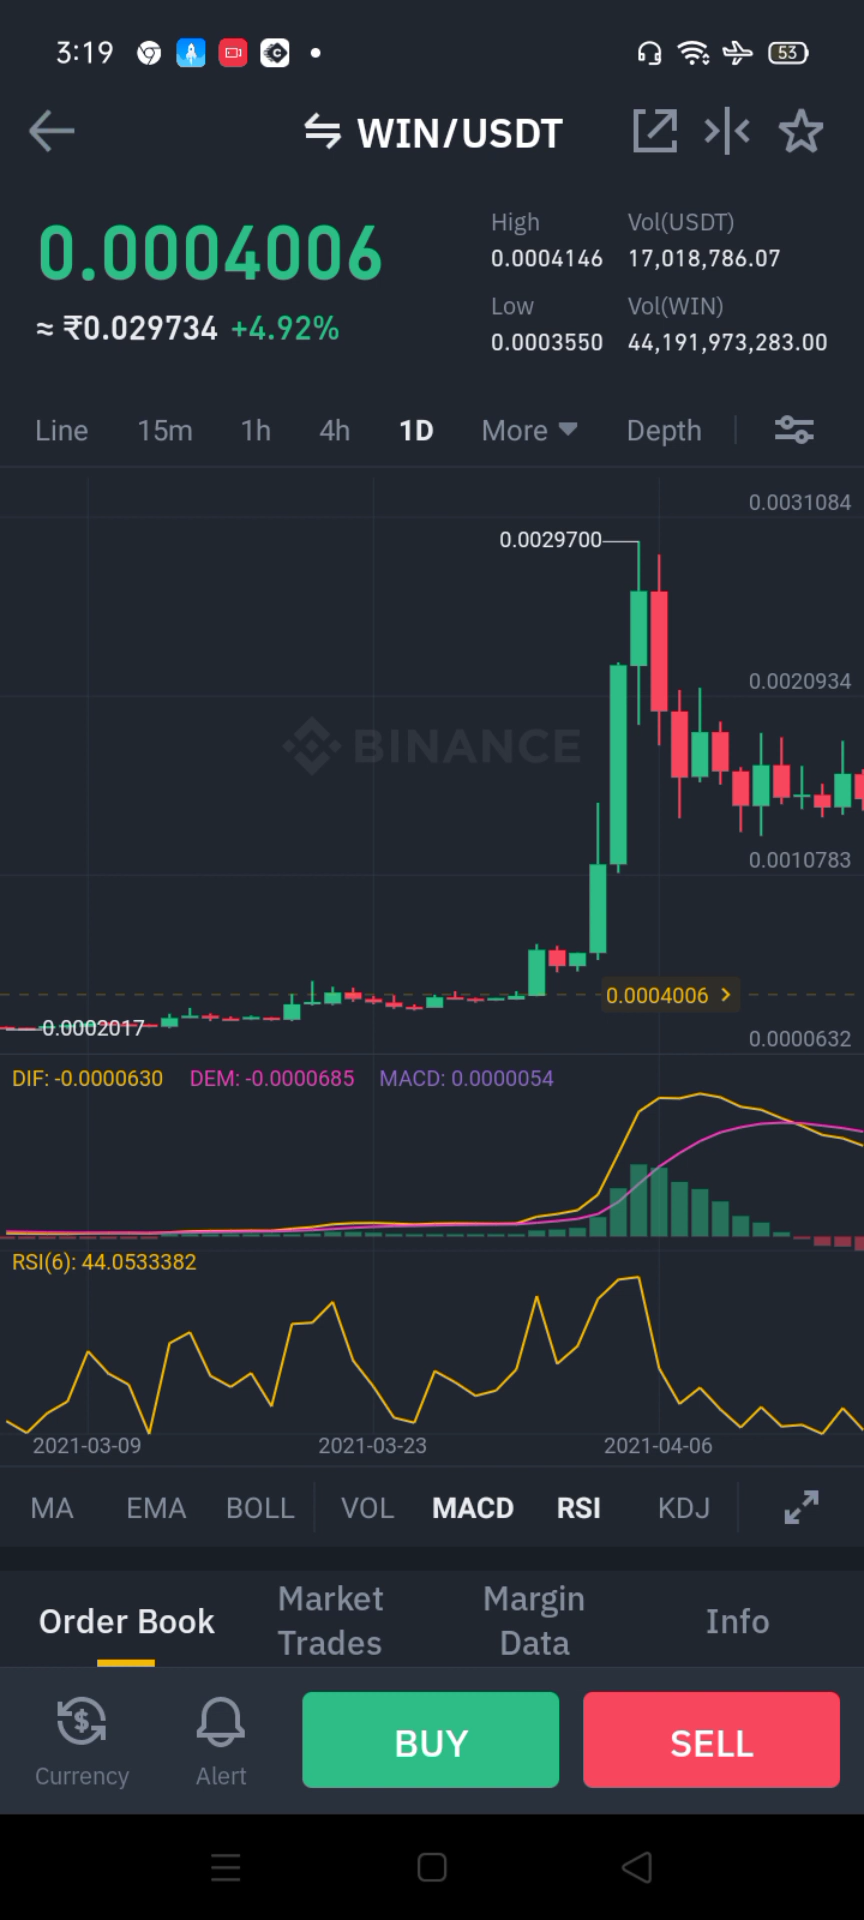 3:19
53
WIN/USDT
0.0004006
≈ ₹0.029734 +4.92%
High
0.0004146
Vol(USDT)
17,018,786.07
Low
0.0003550
Vol(WIN)
44,191,973,283.00
Line 15m 1h 4h 1D More Depth
0.0031084
0.0029700
0.0020934
BINANCE
0.0010783
0.0004006
0.0002017
0.0000632
DIF: -0.0000630 DEM: -0.0000685 MACD: 0.0000054
RSI(6): 44.0533382
2021-03-09 2021-03-23 2021-04-06
MA EMA BOLL VOL MACD RSI KDJ
Order Book
Market
Trades
Margin
Data
Info
Currency
Alert
BUY
SELL